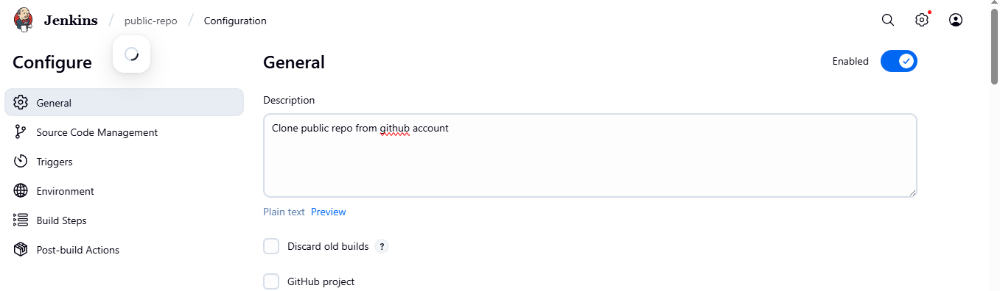 Jenkins / public-repo / Configuration
Configure
General
Source Code Management
Triggers
Environment
Build Steps
Post-build Actions
General
Enabled
Description
Clone public repo from github account
Plain text Preview
Discard old builds ?
GitHub project